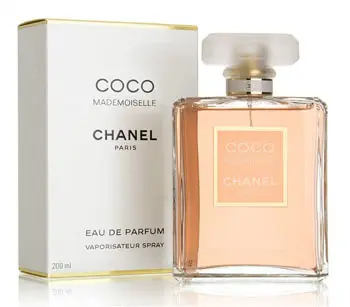 COCO
MADEMOISELLE
CHANEL
PARIS
EAU DE PARFUM
VAPORISATEUR SPRAY
200 ml
COCO
MADEMOISELLE
CHANEL